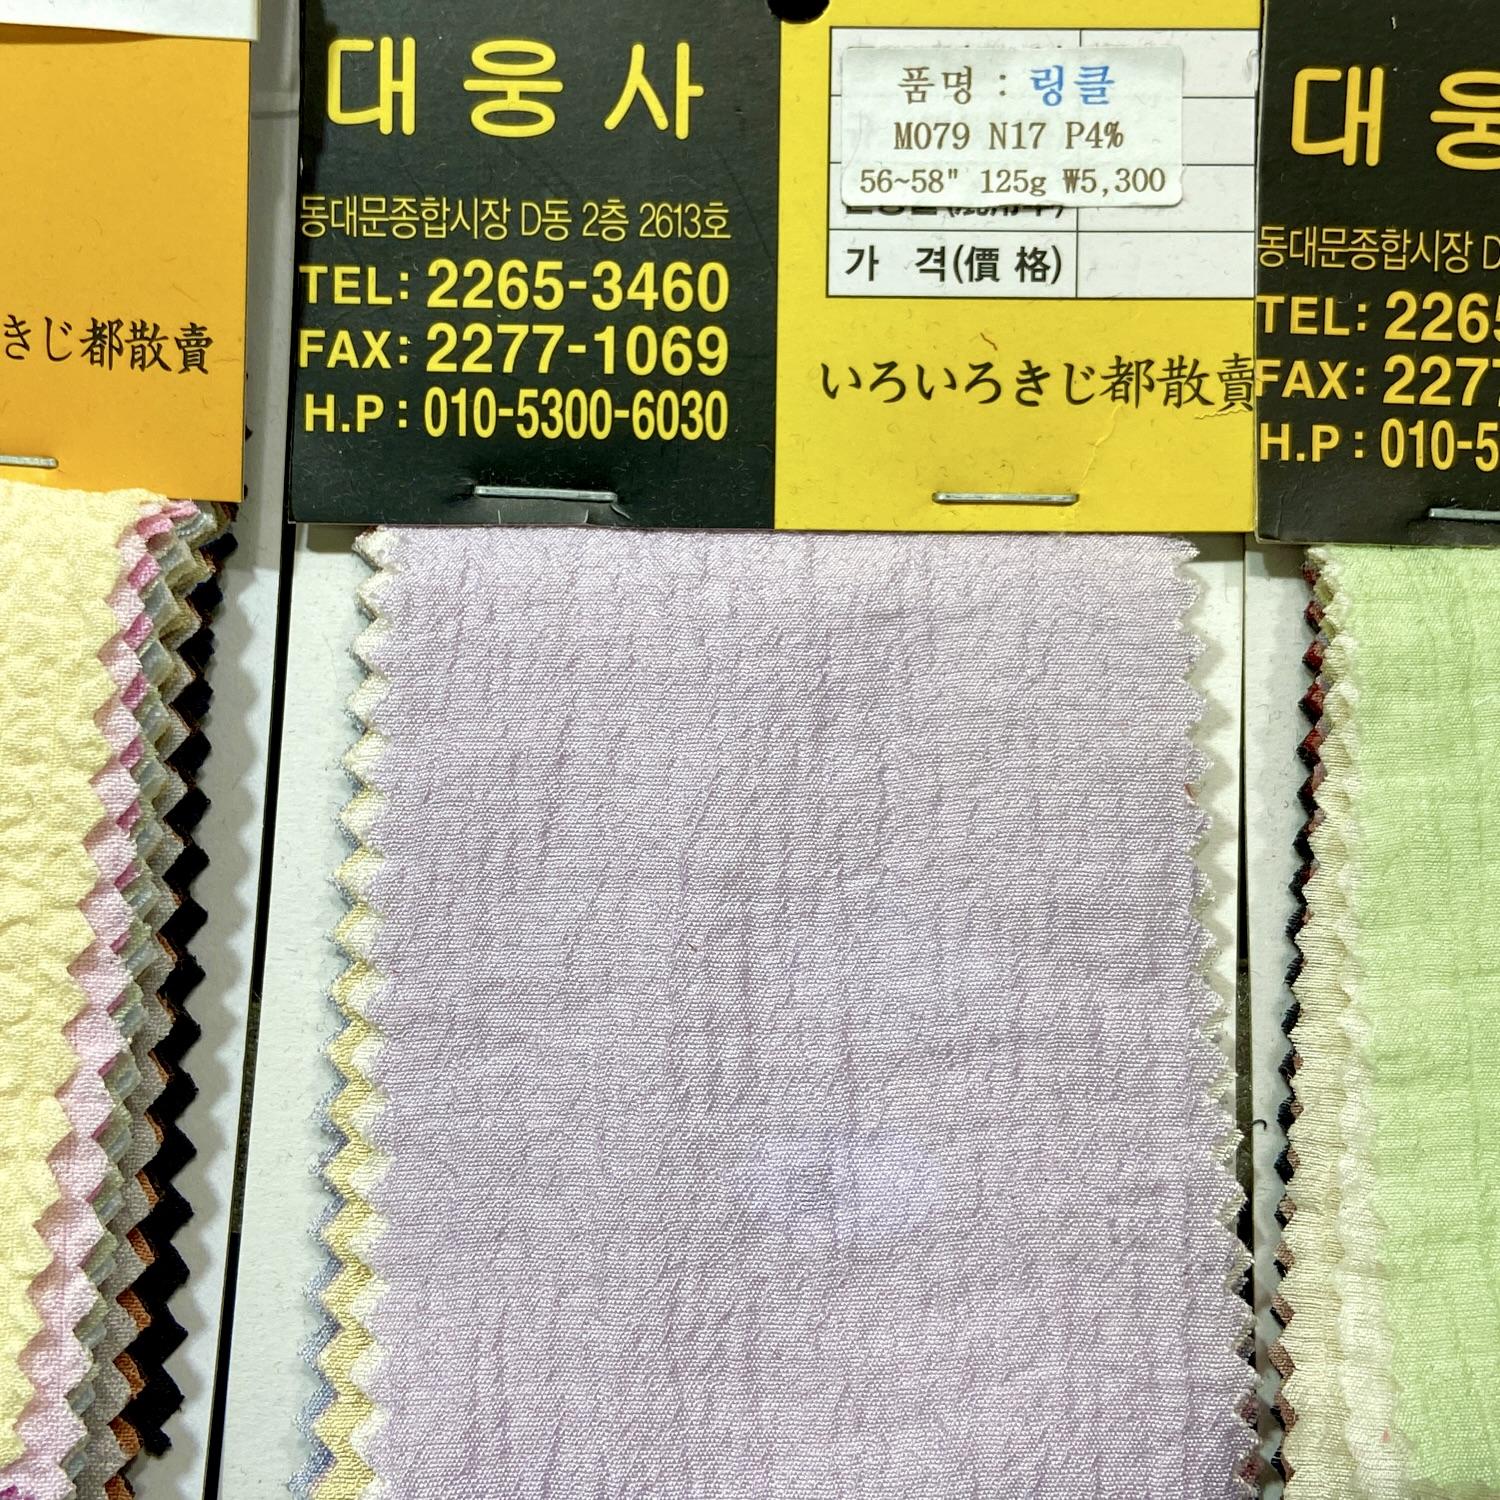 きじ都散賣
대웅사
동대문종합시장 D동 2층 2613호
TEL: 2265-3460
FAX: 2277-1069
H.P : 010-5300-6030
품명 : 링클
M079 N17 P4%
56~58" 125g ₩5,300
가 격(價 格)
いろいろきじ都散賣
대웅
동대문종합시장 D
TEL: 2265
FAX: 2277
H.P : 010-5